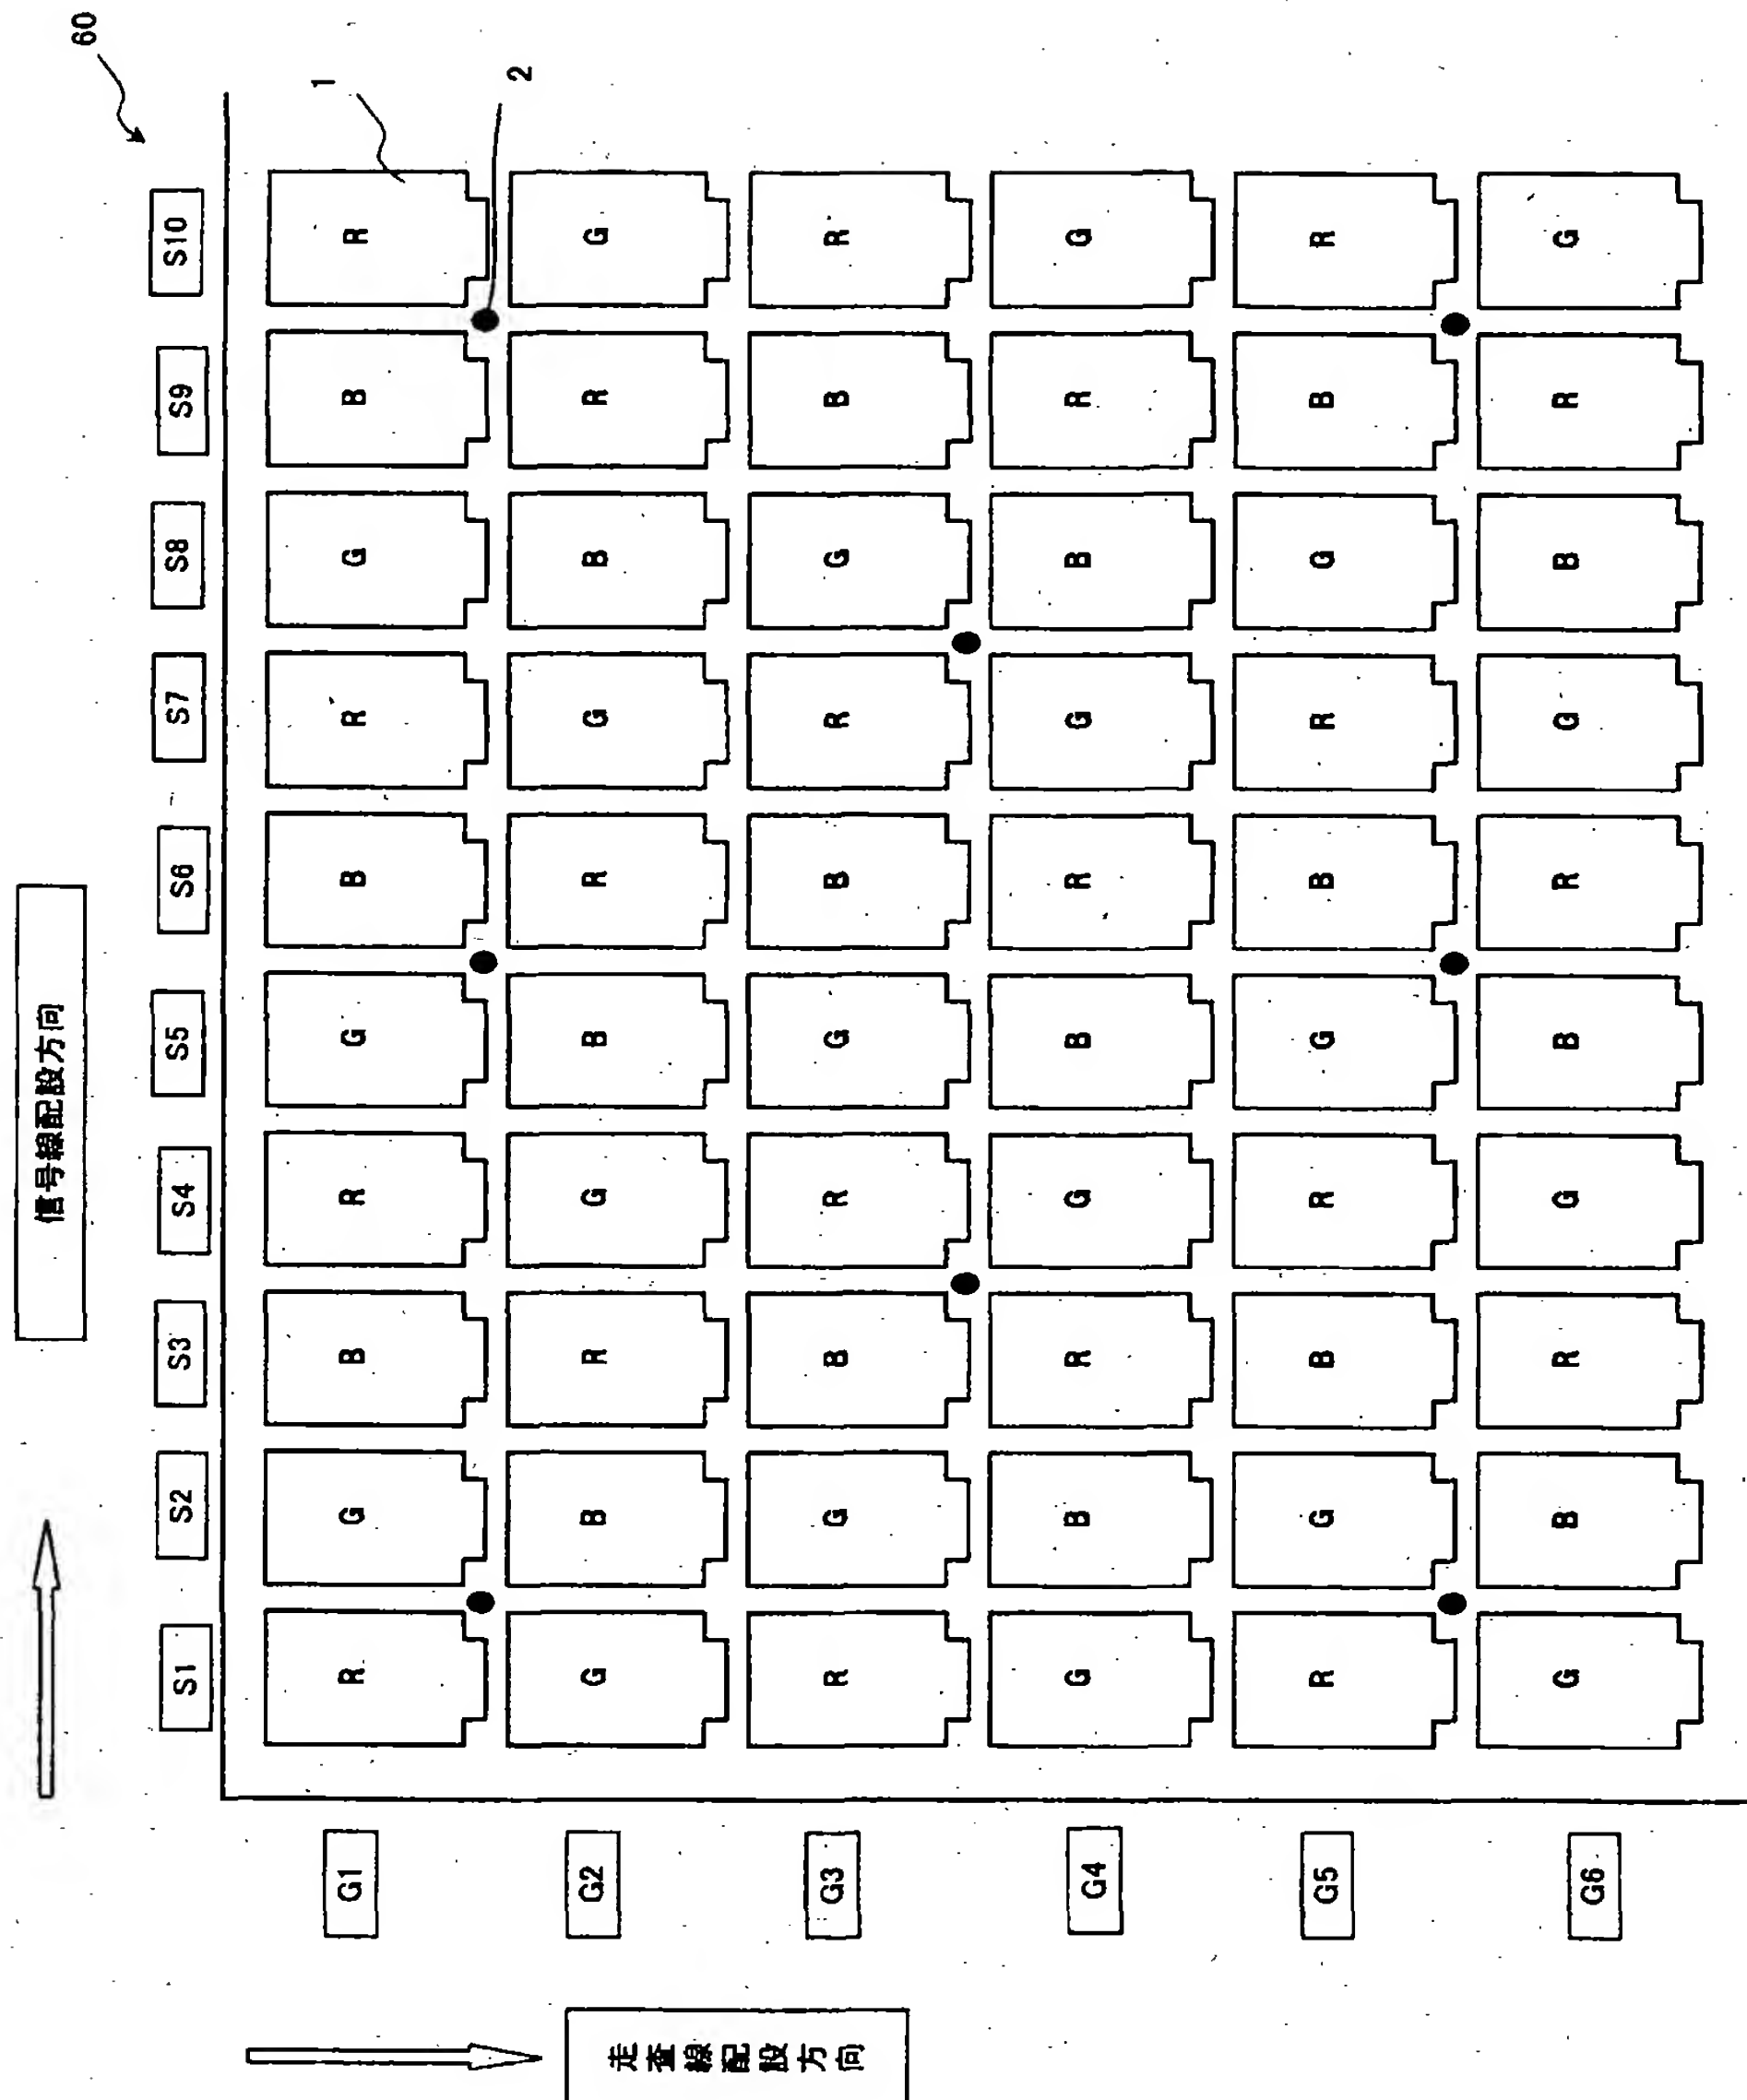 信号線配設方向
60
S1 S2 S3 S4 S5 S6 S7 S8 S9 S10
1
G1 R G B R G B R G B R
2
G2 G B R G B R G B R G
G3 R G B R G B R G B R
G4 G B R G B R G B R G
G5 R G B R G B R G B R
G6 G B R G B R G B R G
走査線配設方向